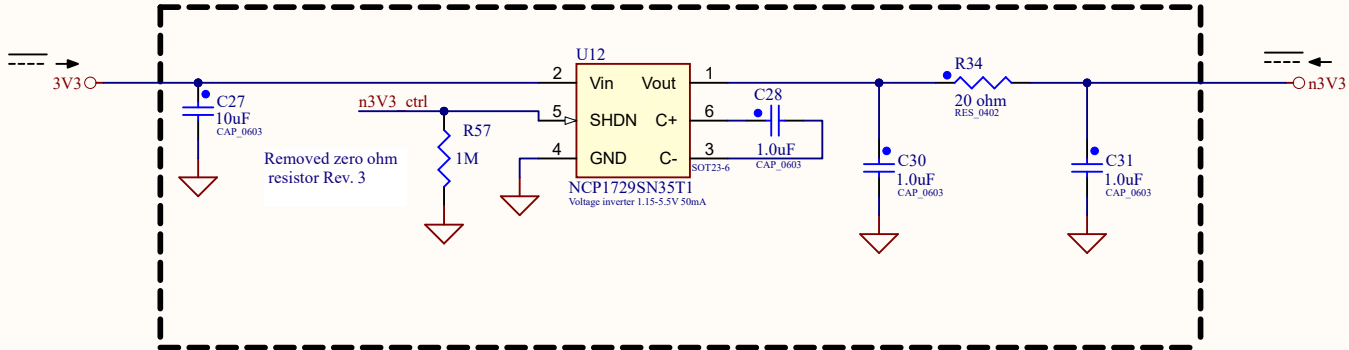 3V3
C27
10uF
CAP_0603
n3V3_ctrl
R57
1M
Removed zero ohm
resistor Rev. 3
U12
2 Vin Vout 1
5 SHDN C+ 6
4 GND C- 3
SOT23-6
NCP1729SN35T1
Voltage inverter 1.15-5.5V 50mA
C28
1.0uF
CAP_0603
C30
1.0uF
CAP_0603
R34
20 ohm
RES_0402
C31
1.0uF
CAP_0603
n3V3